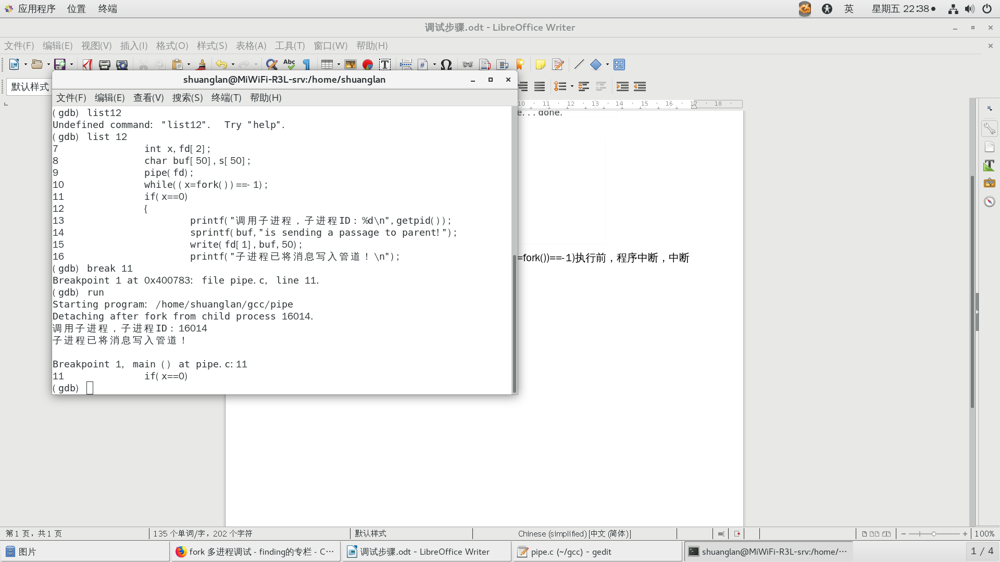 应用程序 位置 终端 英 星期五 22:38
调试步骤.odt - LibreOffice Writer
文件(F) 编辑(E) 视图(V) 插入(I) 格式(O) 样式(S) 表格(A) 工具(T) 窗口(W) 帮助(H)
默认样式
shuanglan@MiWiFi-R3L-srv:/home/shuanglan
文件(F) 编辑(E) 查看(V) 搜索(S) 终端(T) 帮助(H)
10 11 12 13 14 15 16 17 18
e...done.
(gdb) list12
Undefined command: "list12". Try "help".
(gdb) list 12
7 int x,fd[2];
8 char buf[50],s[50];
9 pipe(fd);
10 while((x=fork())==-1);
11 if(x==0)
12 {
13 printf("调用子进程，子进程ID：%d\n",getpid());
14 sprintf(buf,"is sending a passage to parent!");
15 write(fd[1],buf,50);
16 printf("子进程已将消息写入管道！\n");
=fork())==-1)执行前，程序中断，中断
(gdb) break 11
Breakpoint 1 at 0x400783: file pipe.c, line 11.
(gdb) run
Starting program: /home/shuanglan/gcc/pipe
Detaching after fork from child process 16014.
调用子进程，子进程ID：16014
子进程已将消息写入管道！
Breakpoint 1, main () at pipe.c:11
11 if(x==0)
(gdb)
第1页，共1页 135 个单词/字，202 个字符 默认样式 Chinese (simplified) [中文 (简体)] 100%
图片 fork 多进程调试 - finding的专栏 - C… 调试步骤.odt - LibreOffice Writer pipe.c (~/gcc) - gedit shuanglan@MiWiFi-R3L-srv:/home/… 1 / 4